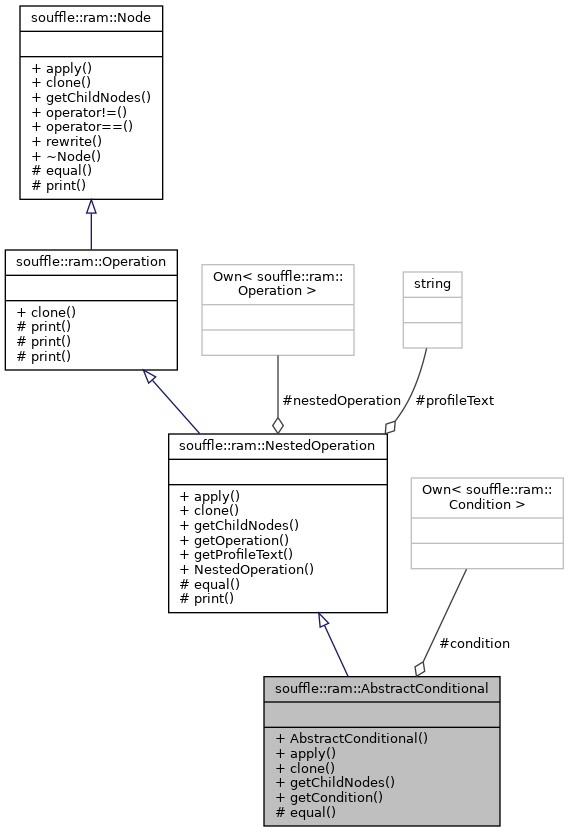 souffle::ram::Node
+ apply()
+ clone()
+ getChildNodes()
+ operator!=()
+ operator==()
+ rewrite()
+ ~Node()
# equal()
# print()
souffle::ram::Operation
+ clone()
# print()
# print()
# print()
Own< souffle::ram::
Operation >
string
#nestedOperation
#profileText
souffle::ram::NestedOperation
+ apply()
+ clone()
+ getChildNodes()
+ getOperation()
+ getProfileText()
+ NestedOperation()
# equal()
# print()
Own< souffle::ram::
Condition >
#condition
souffle::ram::AbstractConditional
+ AbstractConditional()
+ apply()
+ clone()
+ getChildNodes()
+ getCondition()
# equal()